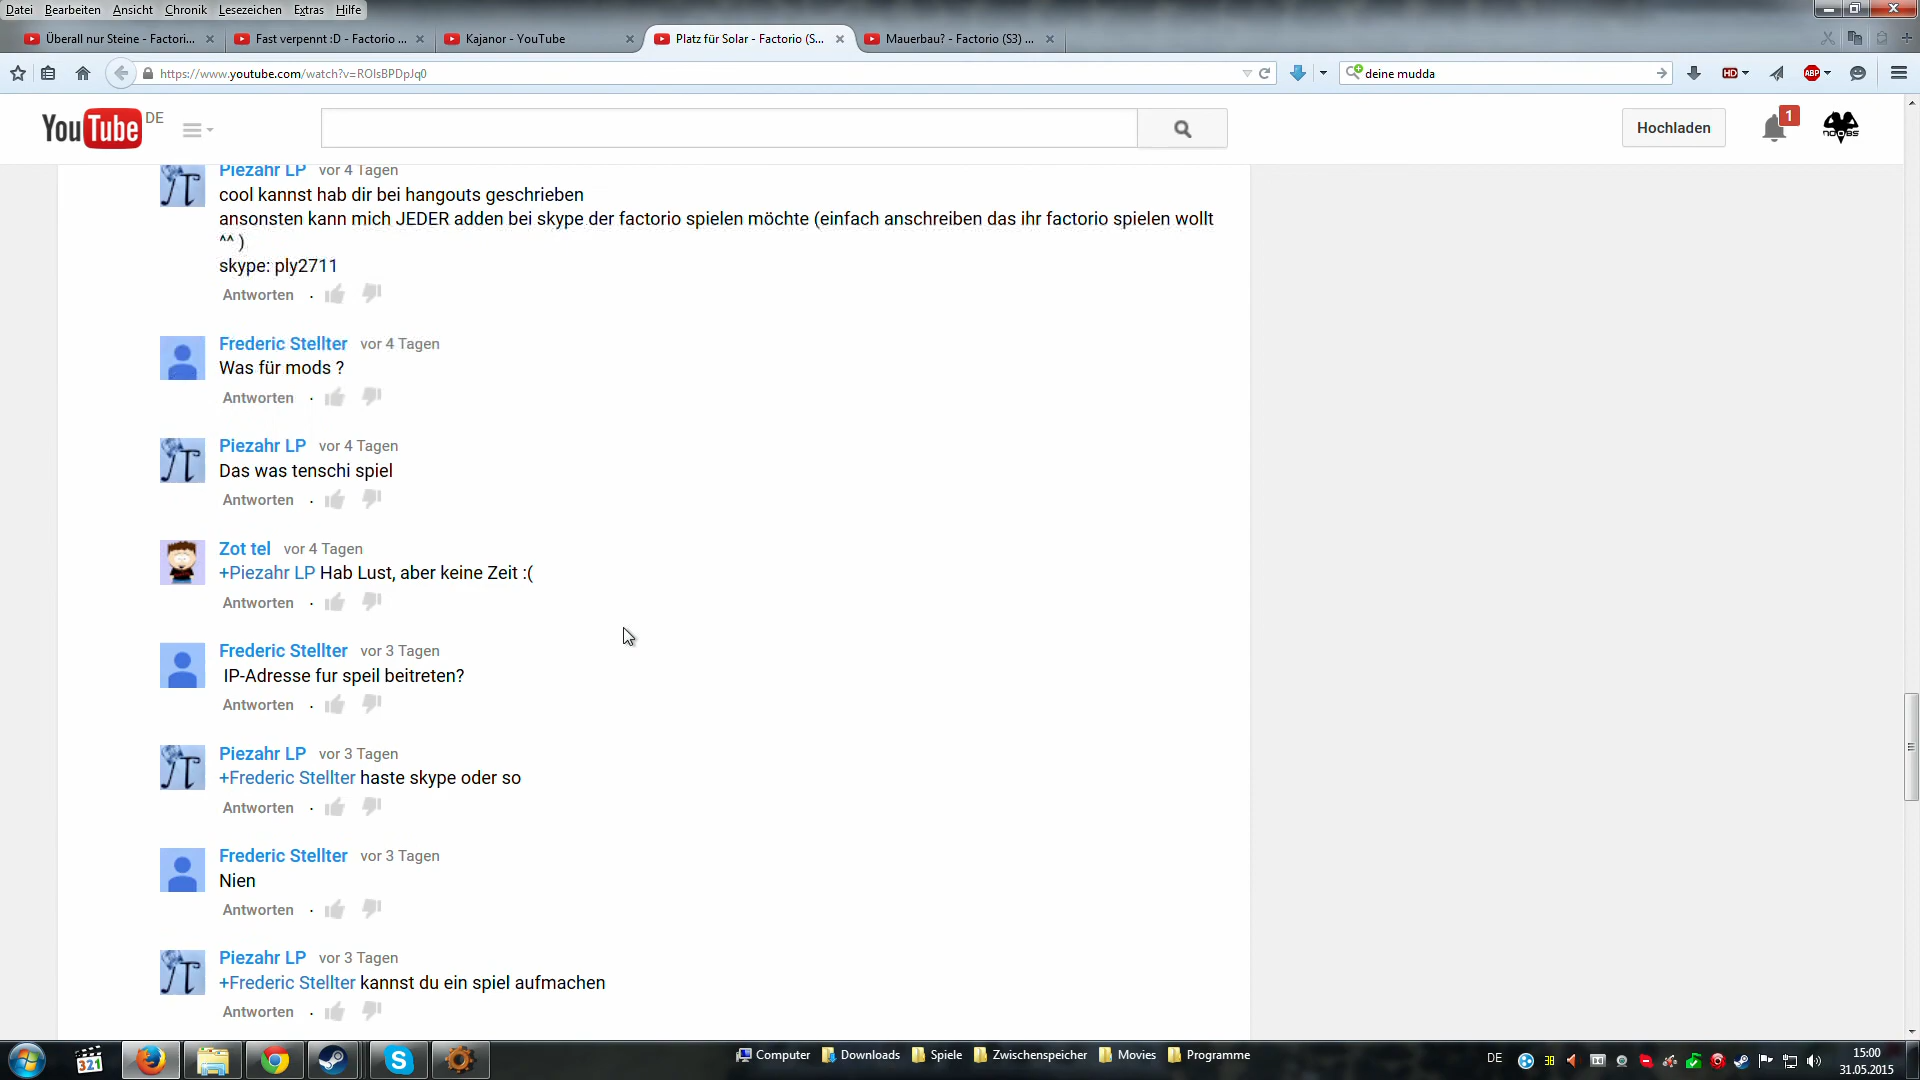 Datei Bearbeiten Ansicht Chronik Lesezeichen Extras Hilfe
Überall nur Steine - Factori... Fast verpennt :D - Factorio ... Kajanor - YouTube Platz für Solar - Factorio (S... Mauerbau? - Factorio (S3) ...
https://www.youtube.com/watch?v=ROlsBPDpJq0 deine mudda HD ABP
YouTube DE Hochladen 1
Piezahr LP vor 4 Tagen
cool kannst hab dir bei hangouts geschrieben
ansonsten kann mich JEDER adden bei skype der factorio spielen möchte (einfach anschreiben das ihr factorio spielen wollt
^^ )
skype: ply2711
Antworten
Frederic Stellter vor 4 Tagen
Was für mods ?
Antworten
Piezahr LP vor 4 Tagen
Das was tenschi spiel
Antworten
Zot tel vor 4 Tagen
+Piezahr LP Hab Lust, aber keine Zeit :(
Antworten
Frederic Stellter vor 3 Tagen
IP-Adresse fur speil beitreten?
Antworten
Piezahr LP vor 3 Tagen
+Frederic Stellter haste skype oder so
Antworten
Frederic Stellter vor 3 Tagen
Nien
Antworten
Piezahr LP vor 3 Tagen
+Frederic Stellter kannst du ein spiel aufmachen
Antworten
321 Computer Downloads Spiele Zwischenspeicher Movies Programme DE 38 15:00
31.05.2015